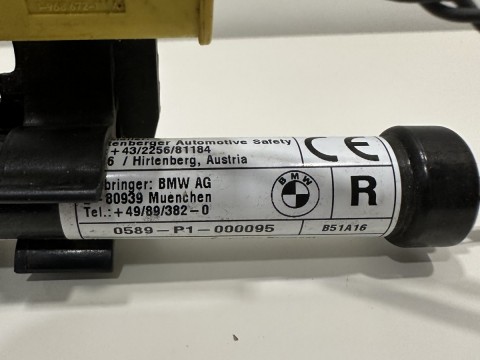 Automotive Safety
+43/2256/81184
6 / Hirtenberg, Austria
CE
bringer: BMW AG
80939 Muenchen
Tel.: +49/89/382-0
BMW
R
0589-P1-000095
B51A16